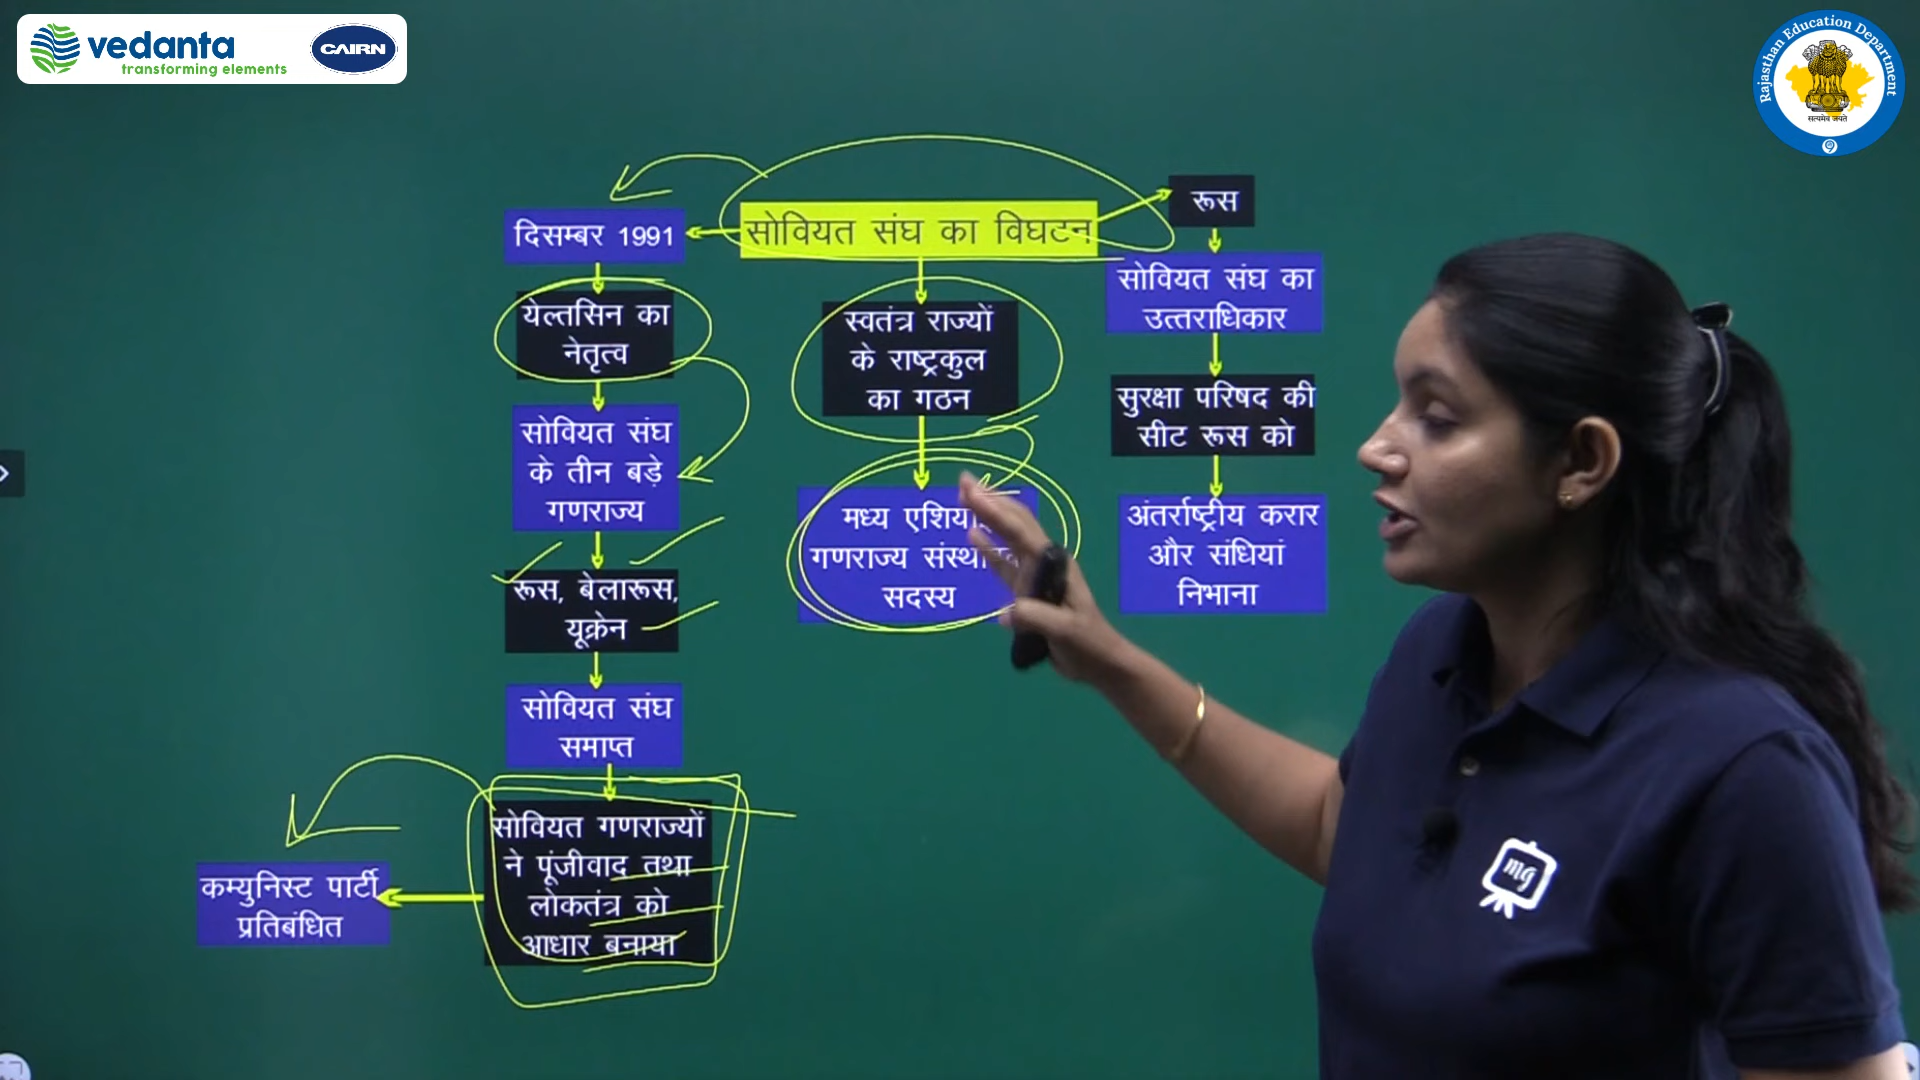 vedanta
transforming elements
CAIRN
Rajasthan Education Department
सत्यमेव जयते
सोवियत संघ का विघटन
दिसम्बर 1991
येल्तसिन का
नेतृत्व
सोवियत संघ
के तीन बड़े
गणराज्य
रूस, बेलारूस,
यूक्रेन
सोवियत संघ
समाप्त
सोवियत गणराज्यों
ने पूंजीवाद तथा
लोकतंत्र को
आधार बनाया
कम्युनिस्ट पार्टी
प्रतिबंधित
स्वतंत्र राज्यों
के राष्ट्रकुल
का गठन
मध्य
गणराज्य
सदस्य
रूस
सोवियत संघ का
उत्तराधिकार
सुरक्षा परिषद की
सीट रूस को
अंतर्राष्ट्रीय करार
और संधियां
निभाना
mg